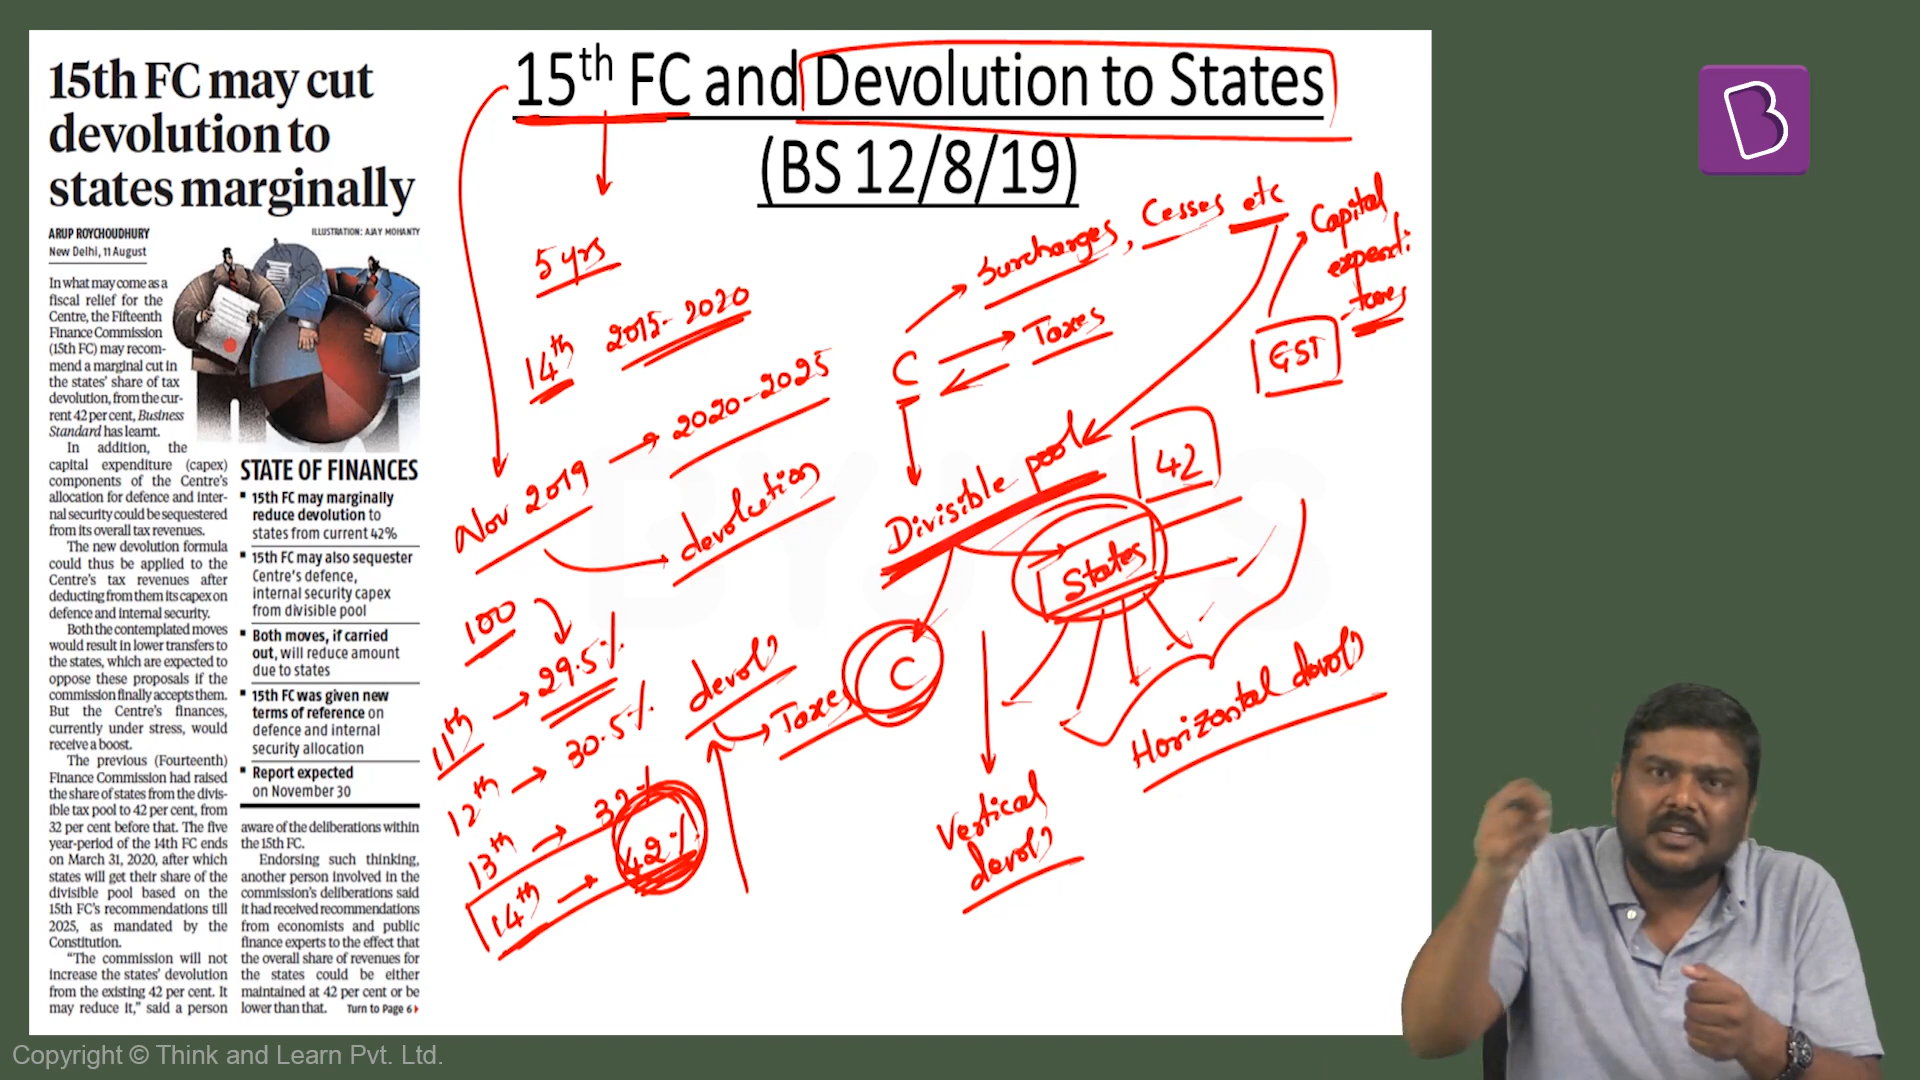 15th FC may cut
devolution to
states marginally
ARUP ROYCHOUDHURY
New Delhi, 11 August
ILLUSTRATION: AJAY MOHANTY
In what may come as a
fiscal relief for the
Centre, the Fifteenth
Finance Commission
(15th FC) may recom-
mend a marginal cut in
the states' share of tax
devolution, from the cur-
rent 42 per cent, Business
Standard has learnt.
In addition, the
capital expenditure (capex)
components of the Centre's
allocation for defence and inter-
nal security could be sequestered
from its overall tax revenues.
The new devolution formula
could thus be applied to the
Centre's tax revenues after
deducting from them its capex on
defence and internal security.
Both the contemplated moves
would result in lower transfers to
the states, which are expected to
oppose these proposals if the
commission finally accepts them.
But the Centre's finances,
currently under stress, would
receive a boost.
The previous (Fourteenth)
Finance Commission had raised
the share of states from the divis-
ible tax pool to 42 per cent, from
32 per cent before that. The five
year-period of the 14th FC ends
on March 31, 2020, after which
states will get their share of the
divisible pool based on the
15th FC's recommendations till
2025, as mandated by the
Constitution.
"The commission will not
increase the states' devolution
from the existing 42 per cent. It
may reduce it," said a person
STATE OF FINANCES
15th FC may marginally
reduce devolution to
states from current 42%
15th FC may also sequester
Centre's defence,
internal security capex
from divisible pool
Both moves, if carried
out, will reduce amount
due to states
15th FC was given new
terms of reference on
defence and internal
security allocation
Report expected
on November 30
aware of the deliberations within
the 15th FC.
Endorsing such thinking,
another person involved in the
commission's deliberations said
it had received recommendations
from economists and public
finance experts to the effect that
the overall share of revenues for
the states could be either
maintained at 42 per cent or be
lower than that. Turn to Page 6
15th FC and Devolution to States
(BS 12/8/19)
5 yrs
14th 2015-2020
Nov 2019 → 2020-2025
devolution
100
11th → 29.5%
12th → 30.5%
13th → 32%
14th → 42%
devol
Taxes
C
Surcharges, Cesses etc
Taxes
C
Capital
GST
Divisible pool
42
States
C
Vertical
devol
Horizontal devol
B
Copyright © Think and Learn Pvt. Ltd.